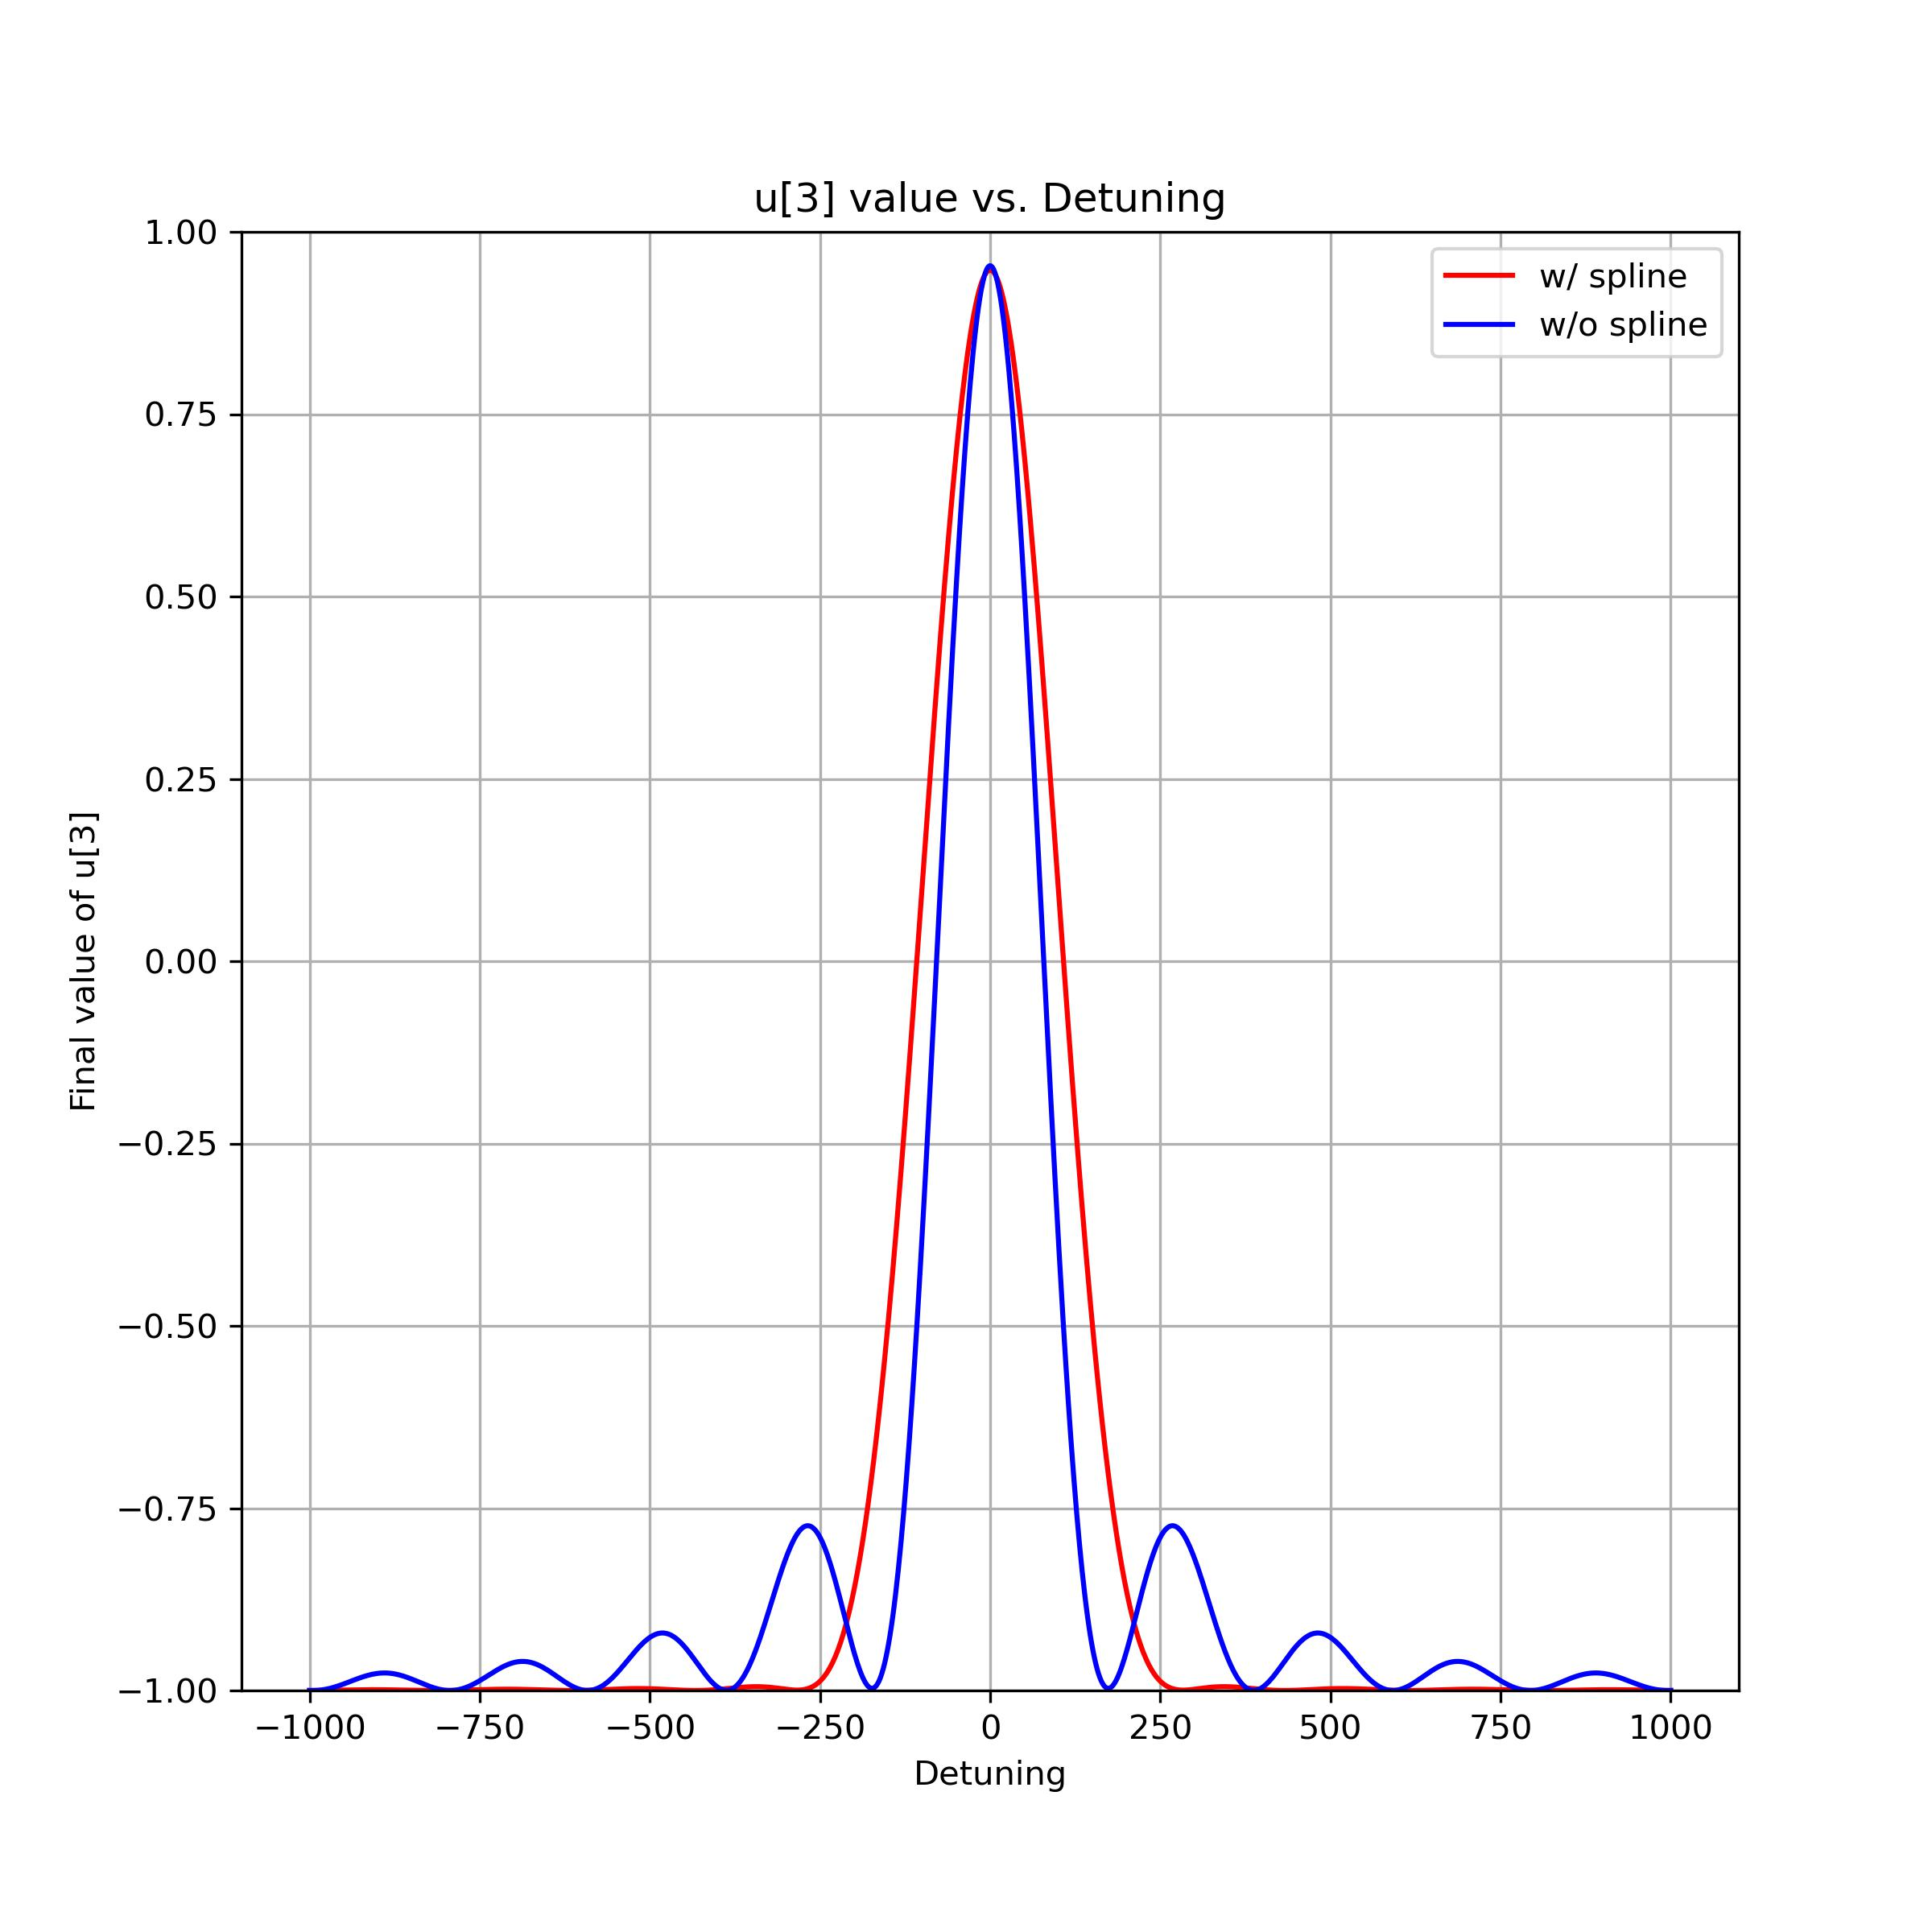 u[3] value vs. Detuning
w/ spline
w/o spline
1.00
0.75
0.50
0.25
0.00
−0.25
−0.50
−0.75
−1.00
Final value of u[3]
−1000 −750 −500 −250 0 250 500 750 1000
Detuning